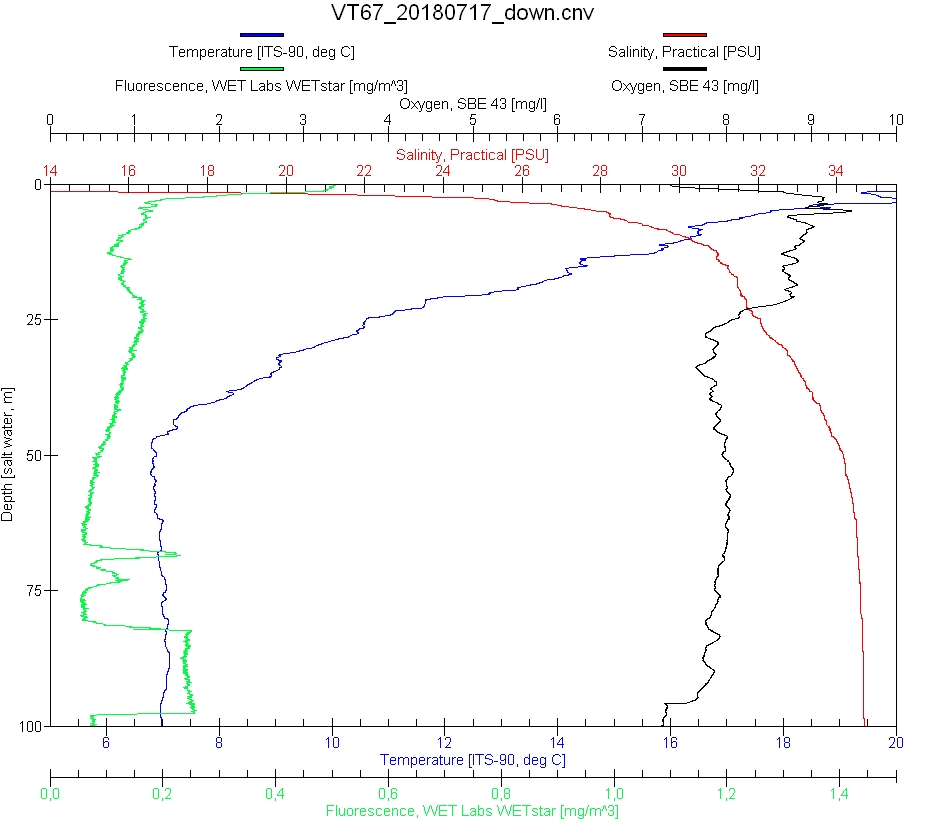 VT67_20180717_down.cnv
Temperature [ITS-90, deg C]
Salinity, Practical [PSU]
Fluorescence, WET Labs WETstar [mg/m^3]
Oxygen, SBE 43 [mg/l]
Oxygen, SBE 43 [mg/l]
0 1 2 3 4 5 6 7 8 9 10
Salinity, Practical [PSU]
14 16 18 20 22 24 26 28 30 32 34
0
25
50
75
100
Depth [salt water, m]
6 8 10 12 14 16 18 20
Temperature [ITS-90, deg C]
0,0 0,2 0,4 0,6 0,8 1,0 1,2 1,4
Fluorescence, WET Labs WETstar [mg/m^3]